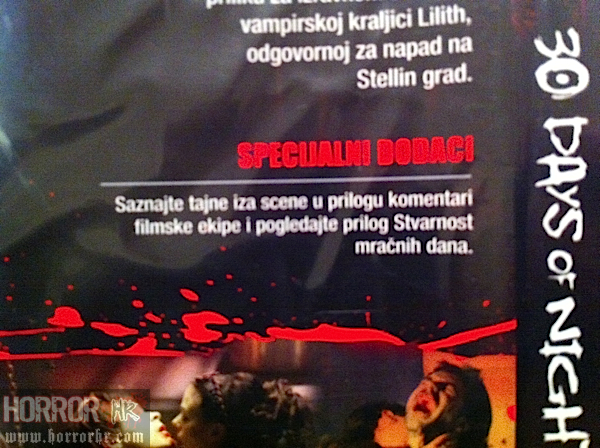 vampirskoj kraljici Lilith,
odgovornoj za napad na
Stellin grad.
SPECIJALNI DODACI
Saznajte tajne iza scene u prilogu komentari
filmske ekipe i pogledajte prilog Stvarnost
mračnih dana.
30 DAYS OF NIGHT
HORROR HR
www.horrorhr.com